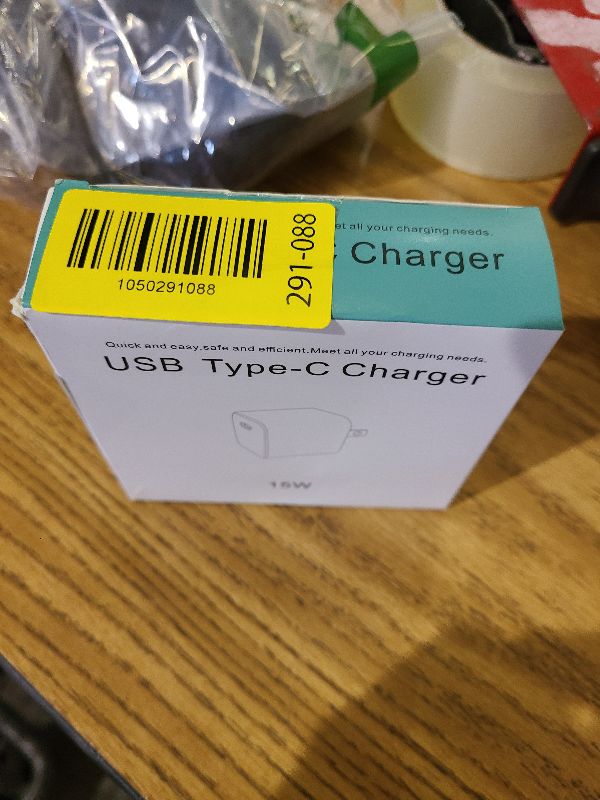 1050291088
291-088
et all your charging needs.
C Charger
Quick and easy,safe and efficient.Meet all your charging needs.
USB Type-C Charger
15W